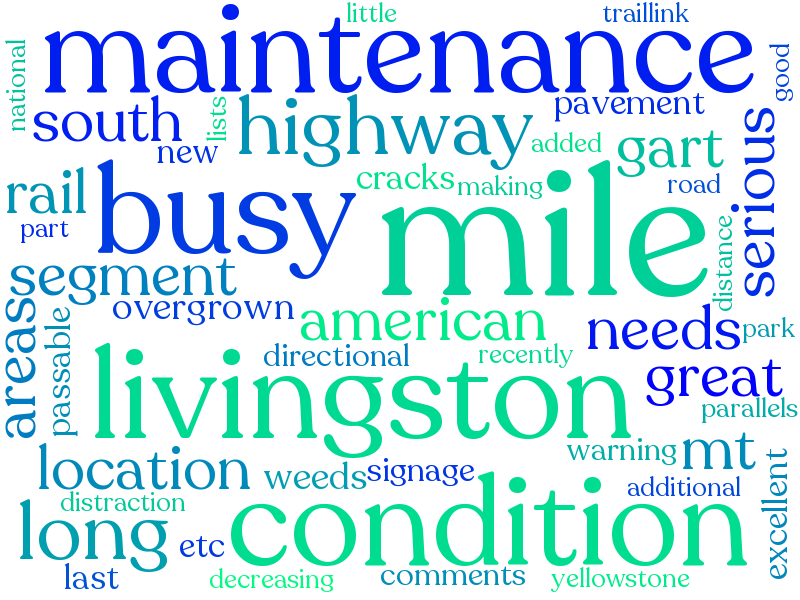 little
traillink
maintenance
national
good
south
lists
highway
pavement
new
added
gart
serious
rail
busy
cracks
making
road
part
mile
distance
segment
overgrown
american
needs
park
areas
passable
directional
recently
great
livingston
parallels
warning
mt
location
weeds
signage
additional
excellent
distraction
condition
long
etc
last
decreasing
comments
yellowstone